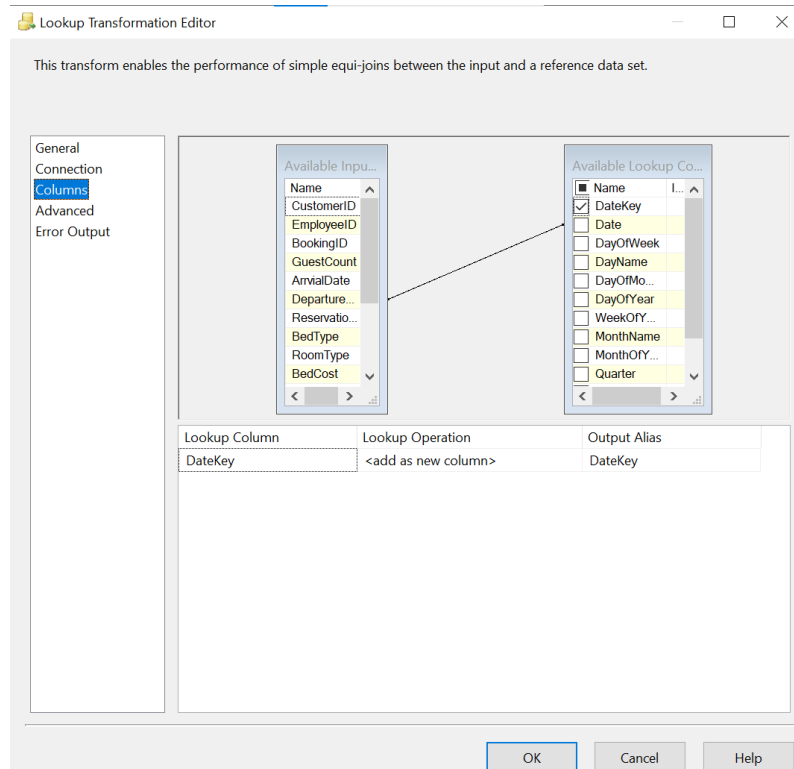 Lookup Transformation Editor
This transform enables the performance of simple equi-joins between the input and a reference data set.
General
Connection
Columns
Advanced
Error Output
Available Inpu...
Name
CustomerID
EmployeeID
BookingID
GuestCount
ArrvialDate
Departure...
Reservatio...
BedType
RoomType
BedCost
Available Lookup Co...
Name I...
DateKey
Date
DayOfWeek
DayName
DayOfMo...
DayOfYear
WeekOfY...
MonthName
MonthOfY...
Quarter
Lookup Column Lookup Operation Output Alias
DateKey <add as new column> DateKey
OK Cancel Help